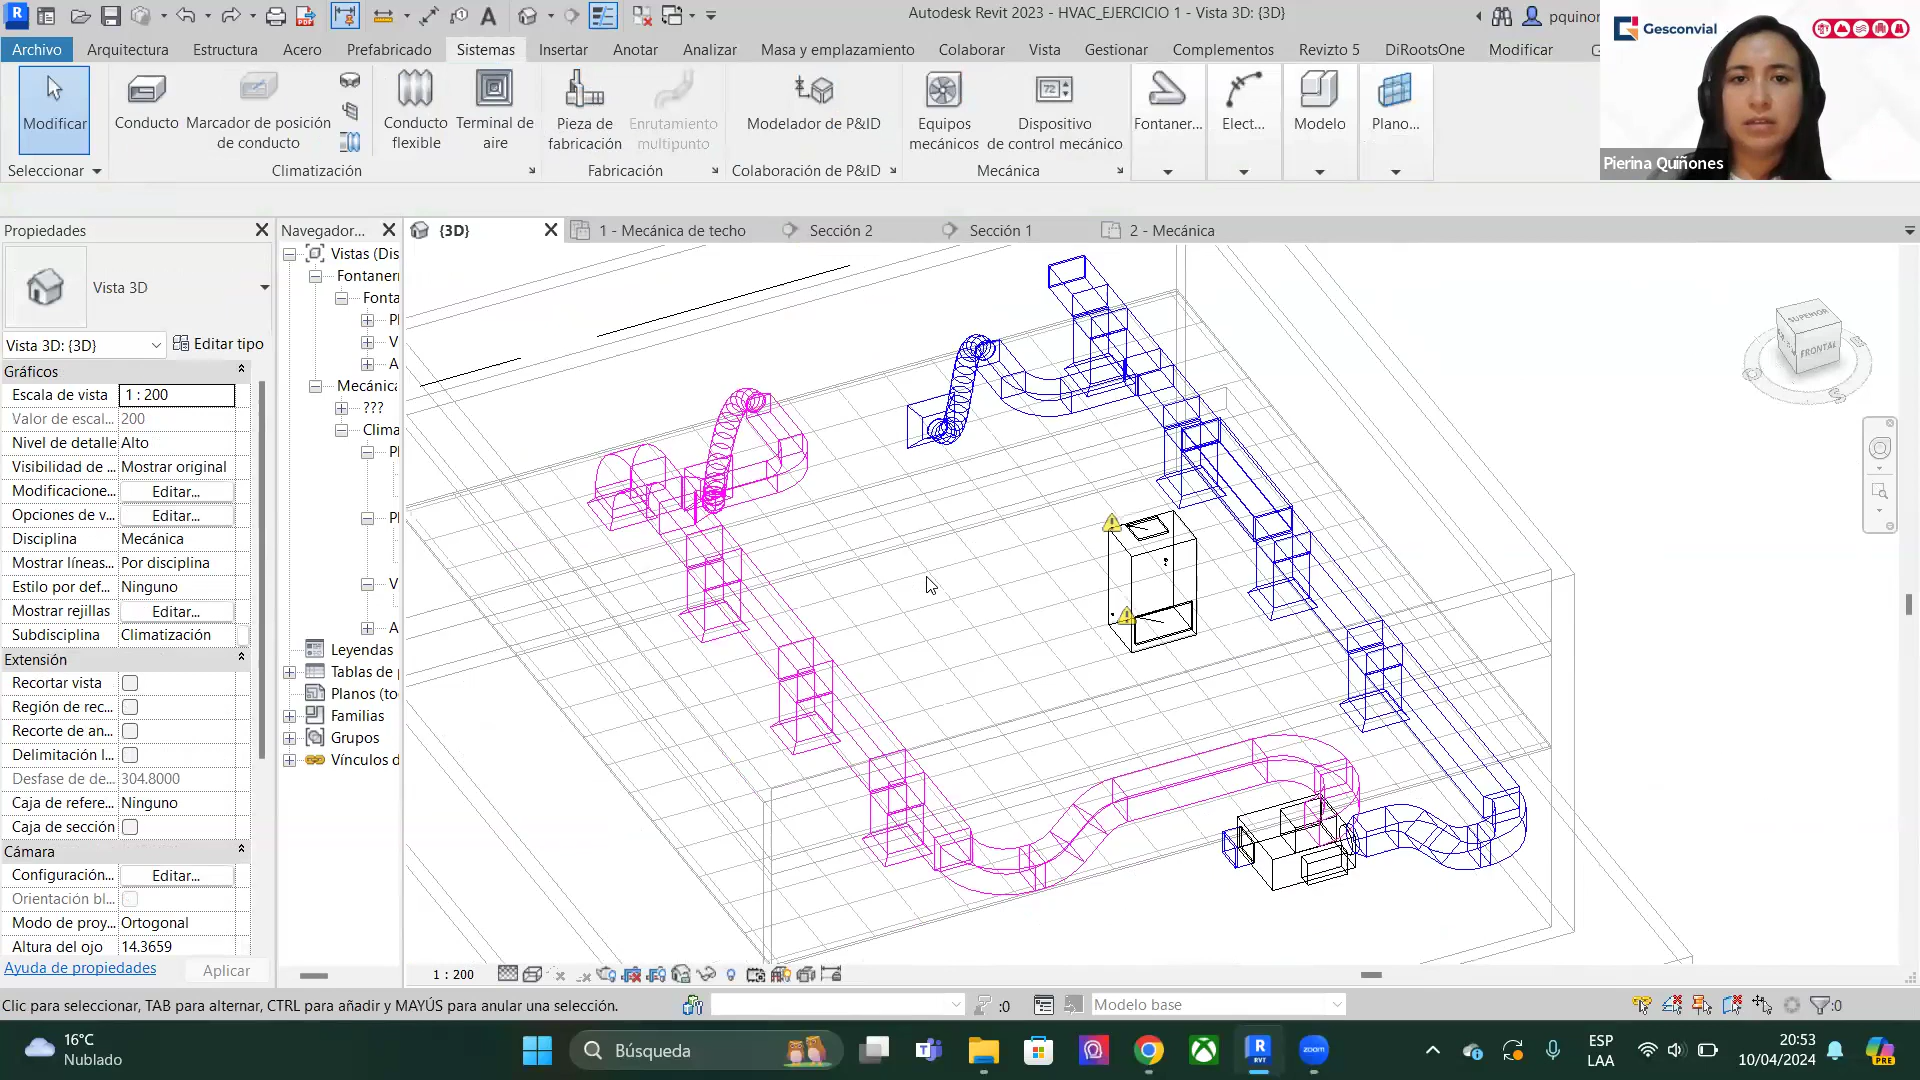 Autodesk Revit 2023 - HVAC_EJERCICIO 1 - Vista 3D: {3D}
pquinor
Gesconvial
Archivo Arquitectura Estructura Acero Prefabricado Sistemas Insertar Anotar Analizar Masa y emplazamiento Colaborar Vista Gestionar Complementos Revizto 5 DiRootsOne Modificar
Modificar
Conducto
Marcador de posición
de conducto
Conducto
flexible
Terminal de
aire
Pieza de
fabricación
Enrutamiento
multipunto
Modelador de P&ID
Equipos
mecánicos
Dispositivo
de control mecánico
Fontaner...
Elect...
Modelo
Plano...
Seleccionar
Climatización
Fabricación
Colaboración de P&ID
Mecánica
Pierina Quiñones
Propiedades
Navegador...
{3D}
1 - Mecánica de techo
Sección 2
Sección 1
2 - Mecánica
Vista 3D
Vista 3D: {3D}
Editar tipo
Gráficos
Escala de vista 1 : 200
Valor de escal... 200
Nivel de detalle Alto
Visibilidad de ... Mostrar original
Modificacione... Editar...
Opciones de v... Editar...
Disciplina Mecánica
Mostrar líneas... Por disciplina
Estilo por def... Ninguno
Mostrar rejillas Editar...
Subdisciplina Climatización
Extensión
Recortar vista
Región de rec...
Recorte de an...
Delimitación l...
Desfase de de... 304.8000
Caja de refere... Ninguno
Caja de sección
Cámara
Configuración... Editar...
Orientación bl...
Modo de proy... Ortogonal
Altura del ojo 14.3659
Ayuda de propiedades
Aplicar
Vistas (Dis
Fontaner
Fonta
Pl
V
A
Mecánica
???
Clima
Pl
Pl
V
A
Leyendas
Tablas de
Planos (to
Familias
Grupos
Vínculos d
SUPERIOR
FRONTAL
1 : 200
Clic para seleccionar, TAB para alternar, CTRL para añadir y MAYÚS para anular una selección.
:0
Modelo base
:0
16°C
Nublado
Búsqueda
zoom
ESP
LAA
20:53
10/04/2024
PRE